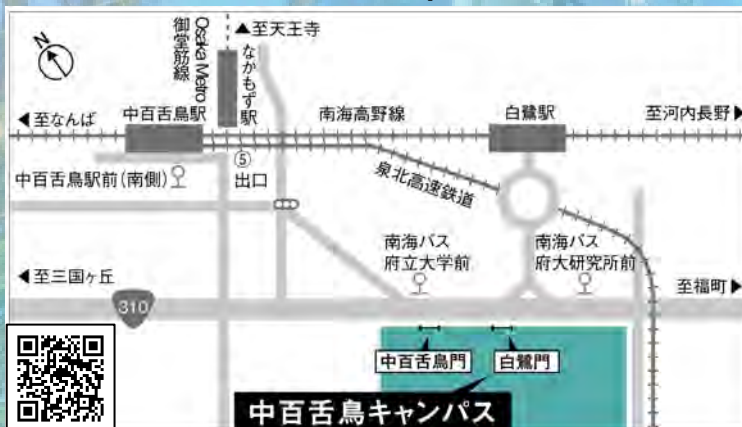 N
Osaka Metro
御堂筋線
▲至天王寺
なかもず駅
◀至なんば
中百舌鳥駅
南海高野線
白鷺駅
至河内長野▶
⑤
出口
中百舌鳥駅前(南側)
泉北高速鉄道
南海バス
府立大学前
南海バス
府大研究所前
◀至三国ヶ丘
至福町▶
310
中百舌鳥門
白鷺門
中百舌鳥キャンパス